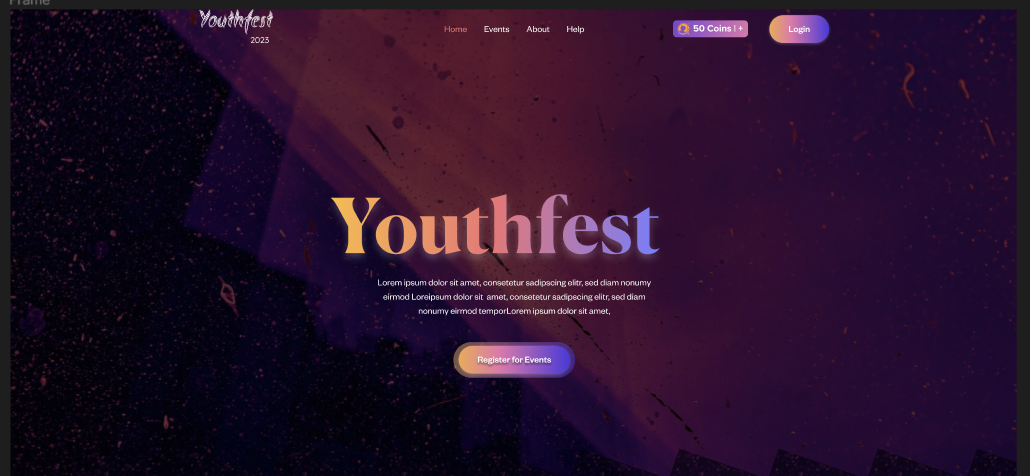 Frame
Youthfest
2023
Home Events About Help
50 Coins ! +
Login
Youthfest
Lorem ipsum dolor sit amet, consetetur sadipscing elitr, sed diam nonumy
eirmod Loreipsum dolor sit amet, consetetur sadipscing elitr, sed diam
nonumy eirmod temporLorem ipsum dolor sit amet,
Register for Events